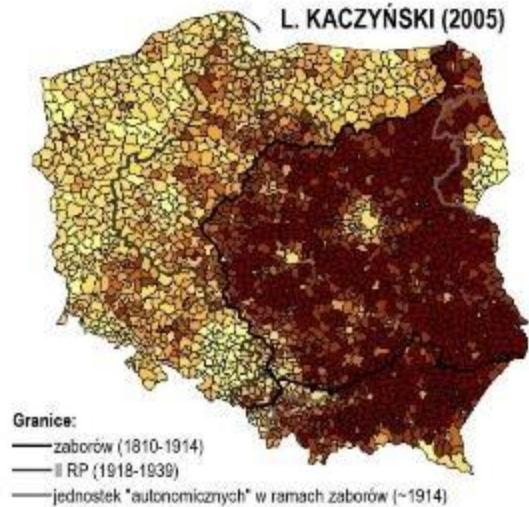 L. KACZYŃSKI (2005)
Granice:
zaborów (1810-1914)
II RP (1918-1939)
jednostek "autonomicznych" w ramach zaborów (~1914)